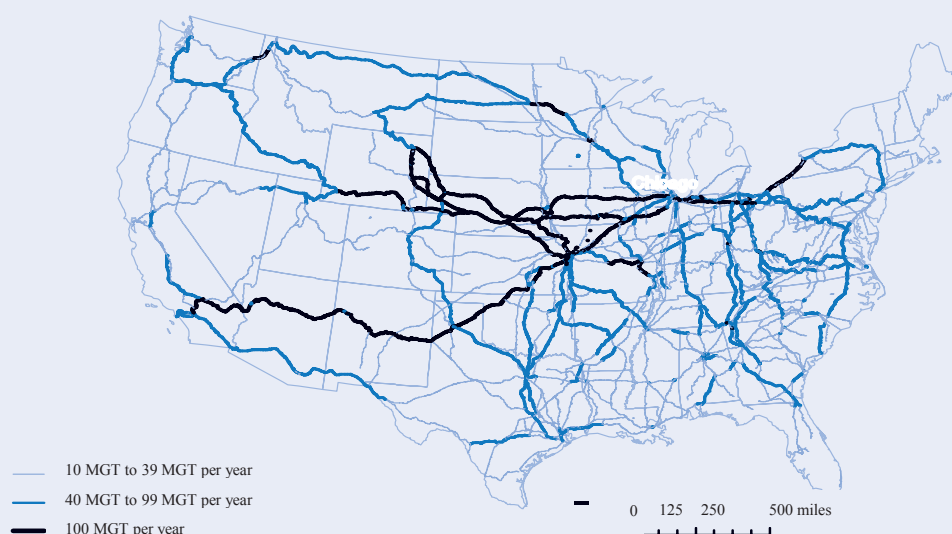 Chicago
10 MGT to 39 MGT per year
40 MGT to 99 MGT per year
100 MGT per year
0 125 250 500 miles